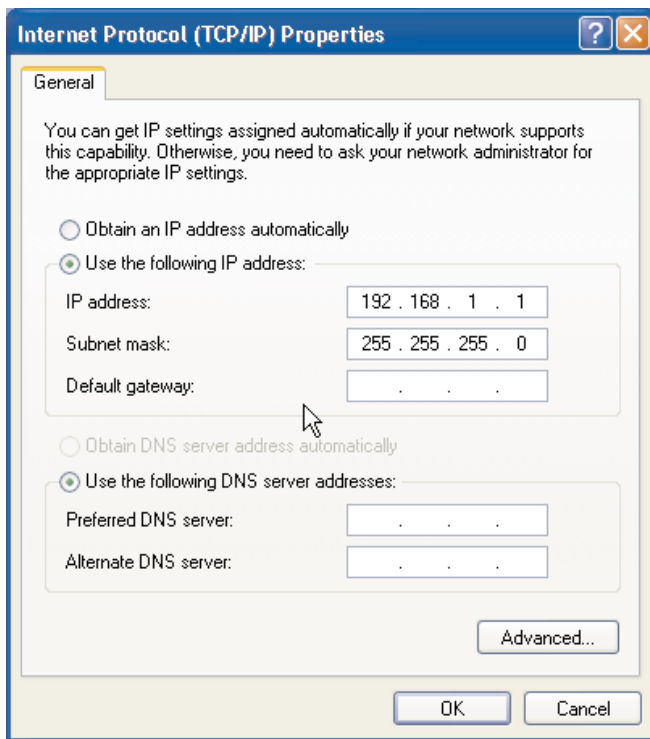 Internet Protocol (TCP/IP) Properties
General
You can get IP settings assigned automatically if your network supports
this capability. Otherwise, you need to ask your network administrator for
the appropriate IP settings.
Obtain an IP address automatically
Use the following IP address:
IP address: 192 . 168 . 1 . 1
Subnet mask: 255 . 255 . 255 . 0
Default gateway: . . .
Obtain DNS server address automatically
Use the following DNS server addresses:
Preferred DNS server: . . .
Alternate DNS server: . . .
Advanced...
OK Cancel